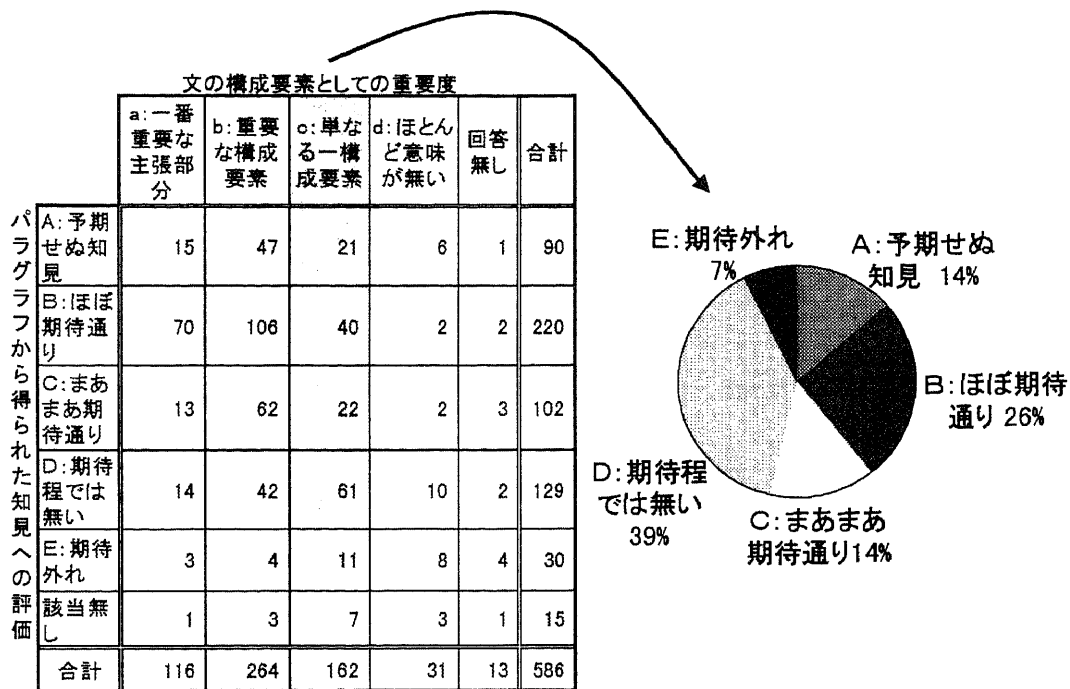 文の構成要素としての重要度
a:一番
重要な
主張部
分
b:重要
な構成
要素
c:単な
る一構
成要素
d:ほとん
ど意味
が無い
回答
無し
合計
パラグラフから得られた知見への評価
A:予期
せぬ知
見
15 47 21 6 1 90
B:ほぼ
期待通
り
70 106 40 2 2 220
C:まあ
まあ期
待通り
13 62 22 2 3 102
D:期待
程では
無い
14 42 61 10 2 129
E:期待
外れ
3 4 11 8 4 30
該当無
し
1 3 7 3 1 15
合計 116 264 162 31 13 586
E:期待外れ
7%
A:予期せぬ
知見 14%
B:ほぼ期待
通り 26%
C:まあまあ
期待通り14%
D:期待程
では無い
39%